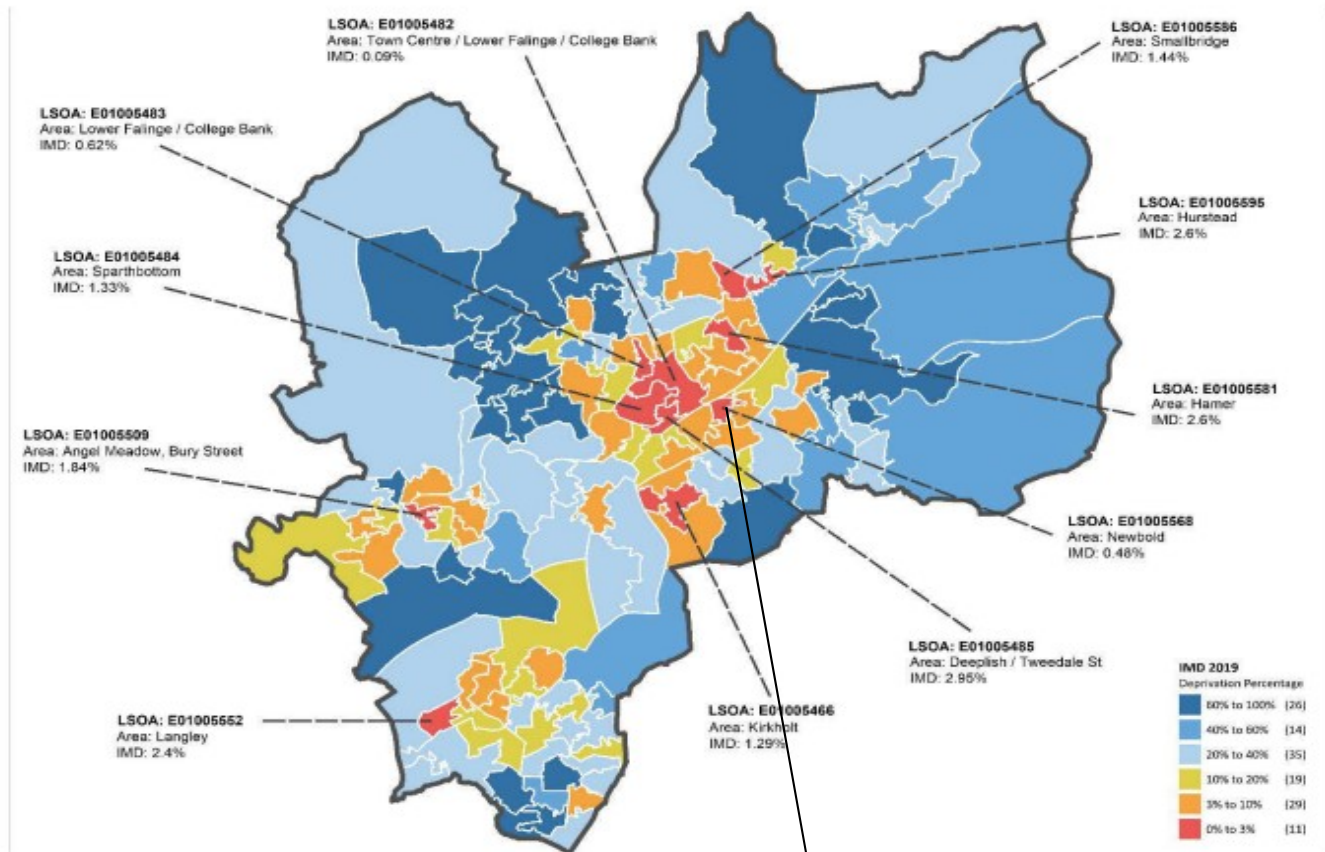 LSOA: E01005482
Area: Town Centre / Lower Falinge / College Bank
IMD: 0.09%
LSOA: E01005586
Area: Smallbridge
IMD: 1.44%
LSOA: E01005483
Area: Lower Falinge / College Bank
IMD: 0.62%
LSOA: E01005595
Area: Hurstead
IMD: 2.6%
LSOA: E01005484
Area: Sparthbottom
IMD: 1.33%
LSOA: E01005581
Area: Hamer
IMD: 2.6%
LSOA: E01005509
Area: Angel Meadow, Bury Street
IMD: 1.84%
LSOA: E01005568
Area: Newbold
IMD: 0.48%
LSOA: E01005485
Area: Deeplish / Tweedale St
IMD: 2.95%
LSOA: E01005466
Area: Kirkholt
IMD: 1.29%
LSOA: E01005552
Area: Langley
IMD: 2.4%
IMD 2019
Deprivation Percentage
60% to 100% (26)
40% to 60% (14)
20% to 40% (35)
10% to 20% (19)
3% to 10% (29)
0% to 3% (11)